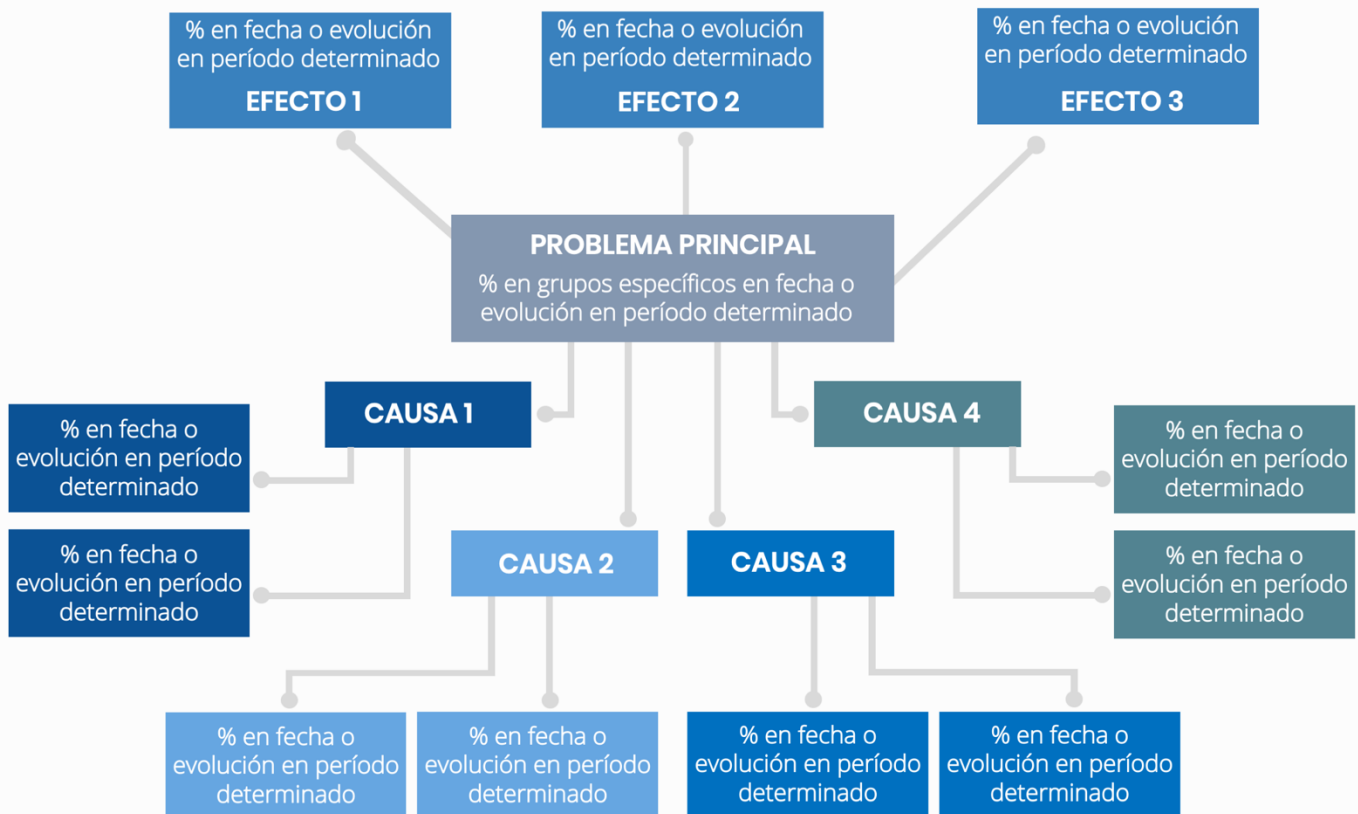 % en fecha o evolución
en período determinado
EFECTO 1
% en fecha o evolución
en período determinado
EFECTO 2
% en fecha o evolución
en período determinado
EFECTO 3
PROBLEMA PRINCIPAL
% en grupos específicos en fecha o
evolución en período determinado
CAUSA 1
% en fecha o
evolución en período
determinado
% en fecha o
evolución en período
determinado
CAUSA 2
% en fecha o
evolución en período
determinado
% en fecha o
evolución en período
determinado
CAUSA 3
% en fecha o
evolución en período
determinado
% en fecha o
evolución en período
determinado
CAUSA 4
% en fecha o
evolución en período
determinado
% en fecha o
evolución en período
determinado